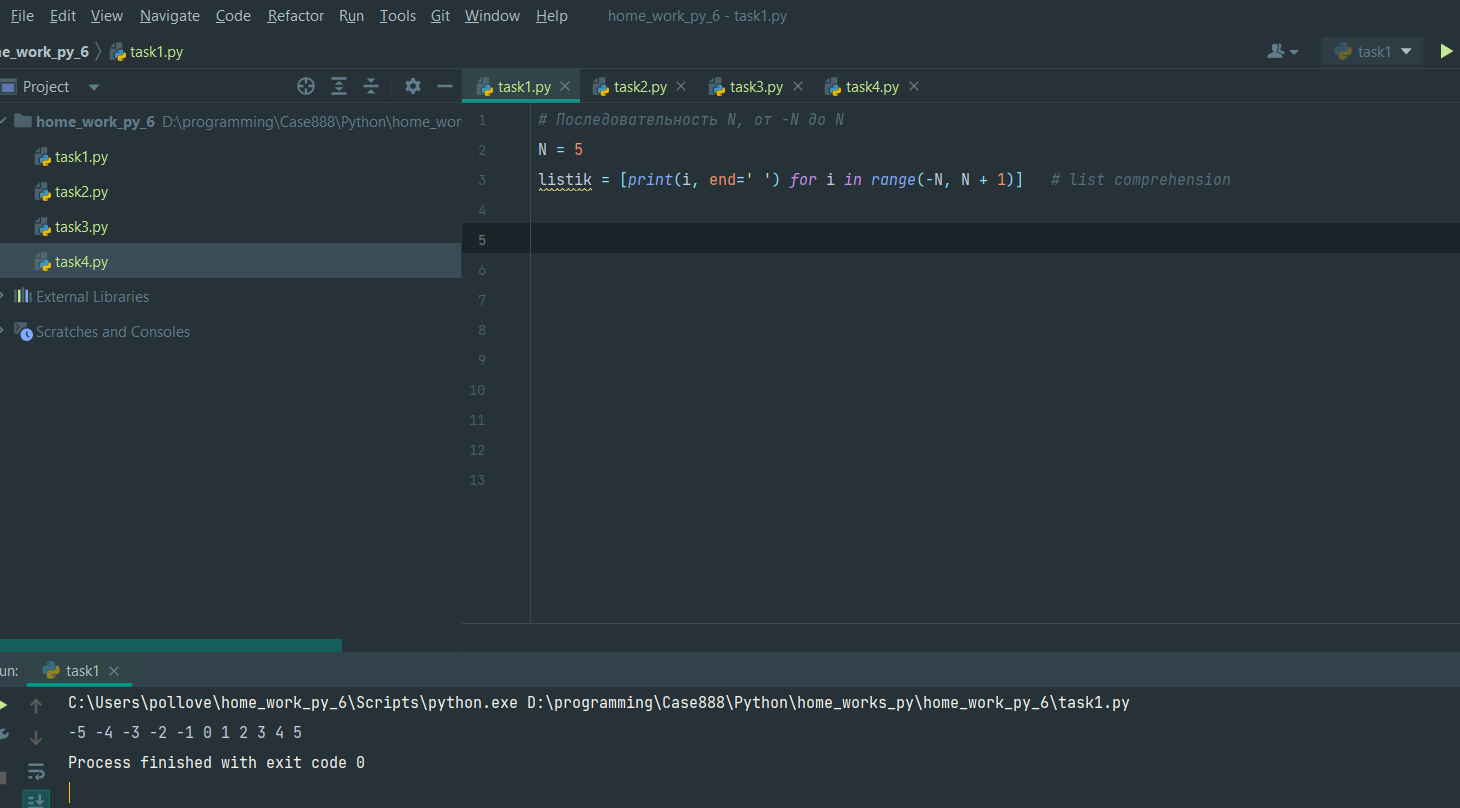 File Edit View Navigate Code Refactor Run Tools Git Window Help home_work_py_6 - task1.py
e_work_py_6 task1.py task1
Project task1.py task2.py task3.py task4.py
home_work_py_6 D:\programming\Case888\Python\home_wor
task1.py
task2.py
task3.py
task4.py
External Libraries
Scratches and Consoles
1 # Последовательность N, от -N до N
2 N = 5
3 listik = [print(i, end=' ') for i in range(-N, N + 1)] # list comprehension
4
5
6
7
8
9
10
11
12
13
un: task1
C:\Users\pollove\home_work_py_6\Scripts\python.exe D:\programming\Case888\Python\home_works_py\home_work_py_6\task1.py
-5 -4 -3 -2 -1 0 1 2 3 4 5
Process finished with exit code 0